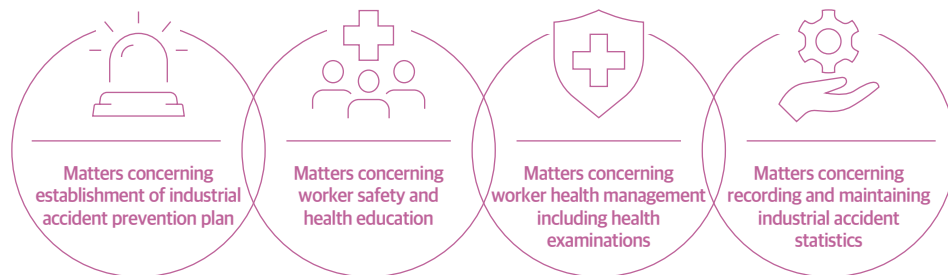 Matters concerning
establishment of industrial
accident prevention plan
Matters concerning
worker safety and
health education
Matters concerning
worker health management
including health
examinations
Matters concerning
recording and maintaining
industrial accident
statistics